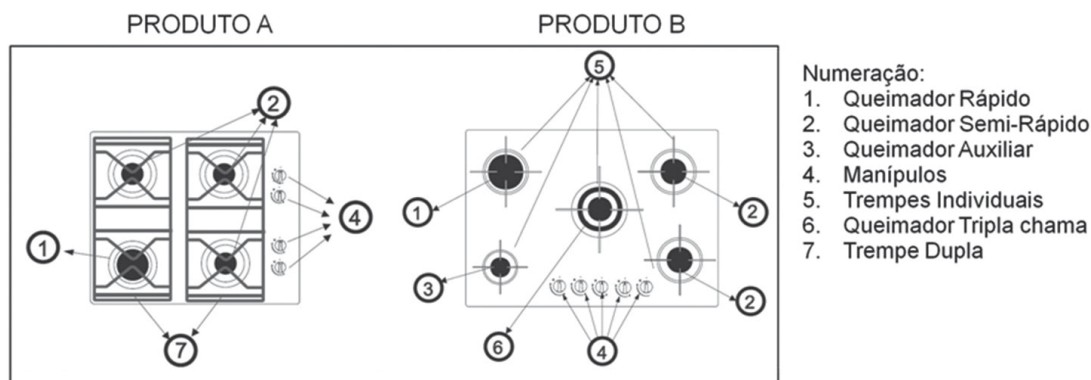 PRODUTO A
PRODUTO B
5
2
1
4
7
1
2
3
2
6
4
Numeração:
1. Queimador Rápido
2. Queimador Semi-Rápido
3. Queimador Auxiliar
4. Manípulos
5. Trempes Individuais
6. Queimador Tripla chama
7. Trempe Dupla